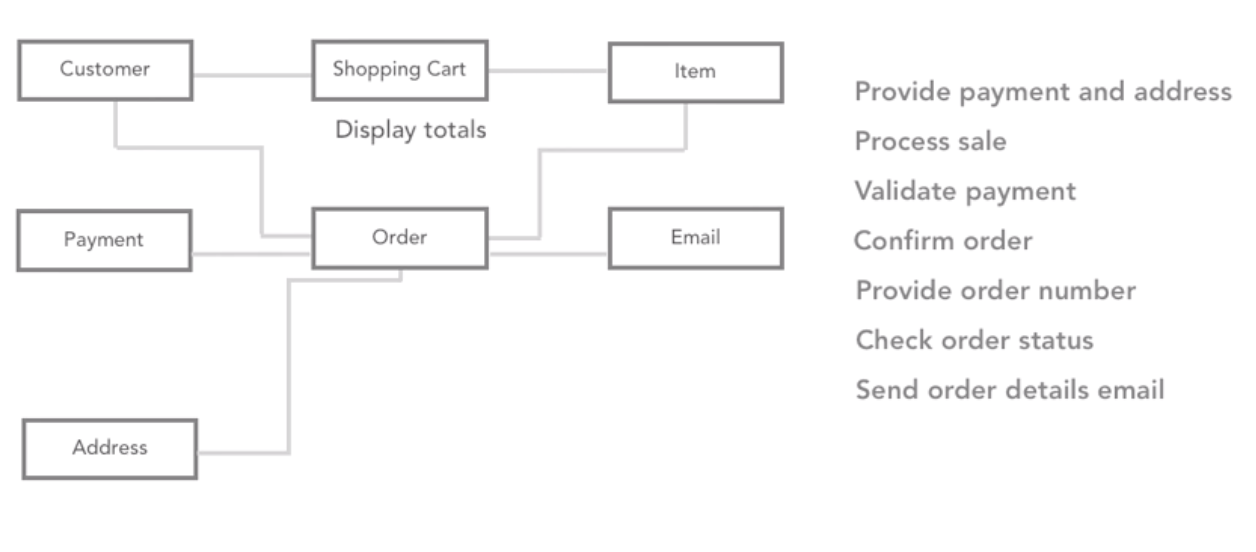 Customer
Shopping Cart
Item
Display totals
Payment
Order
Email
Address
Provide payment and address
Process sale
Validate payment
Confirm order
Provide order number
Check order status
Send order details email